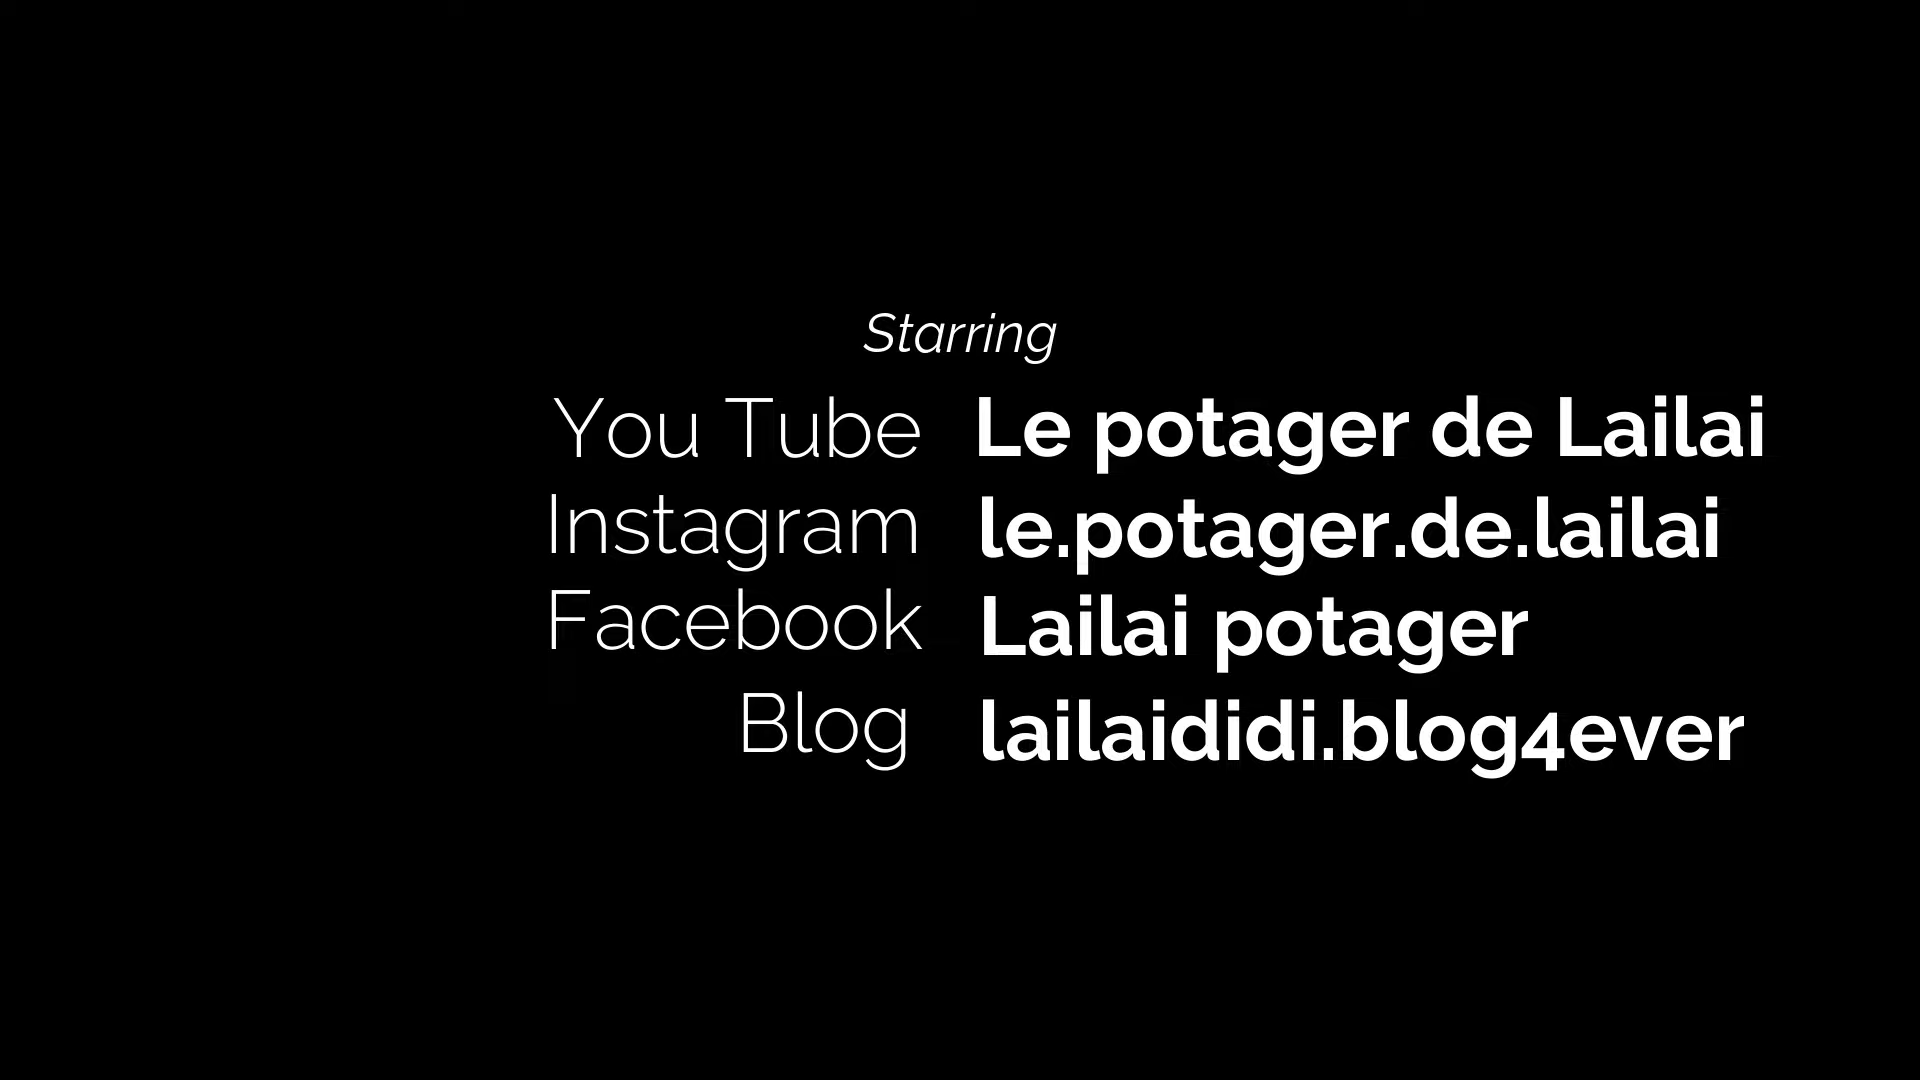 Starring
You Tube Le potager de Lailai
Instagram le.potager.de.lailai
Facebook Lailai potager
Blog lailaididi.blog4ever